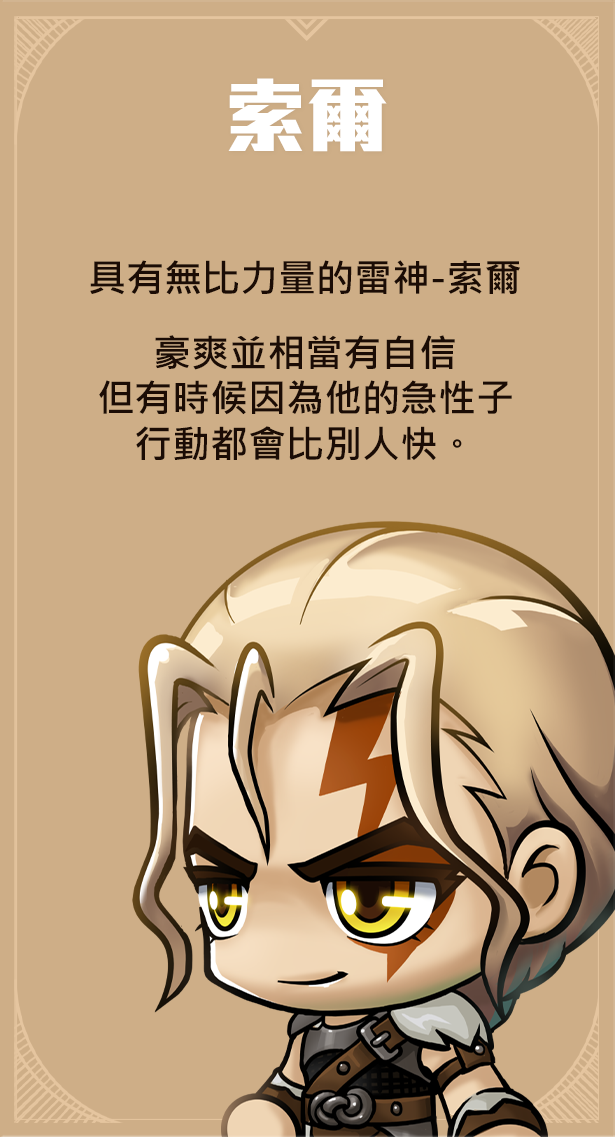 索爾
具有無比力量的雷神-索爾
豪爽並相當有自信
但有時候因為他的急性子
行動都會比別人快。